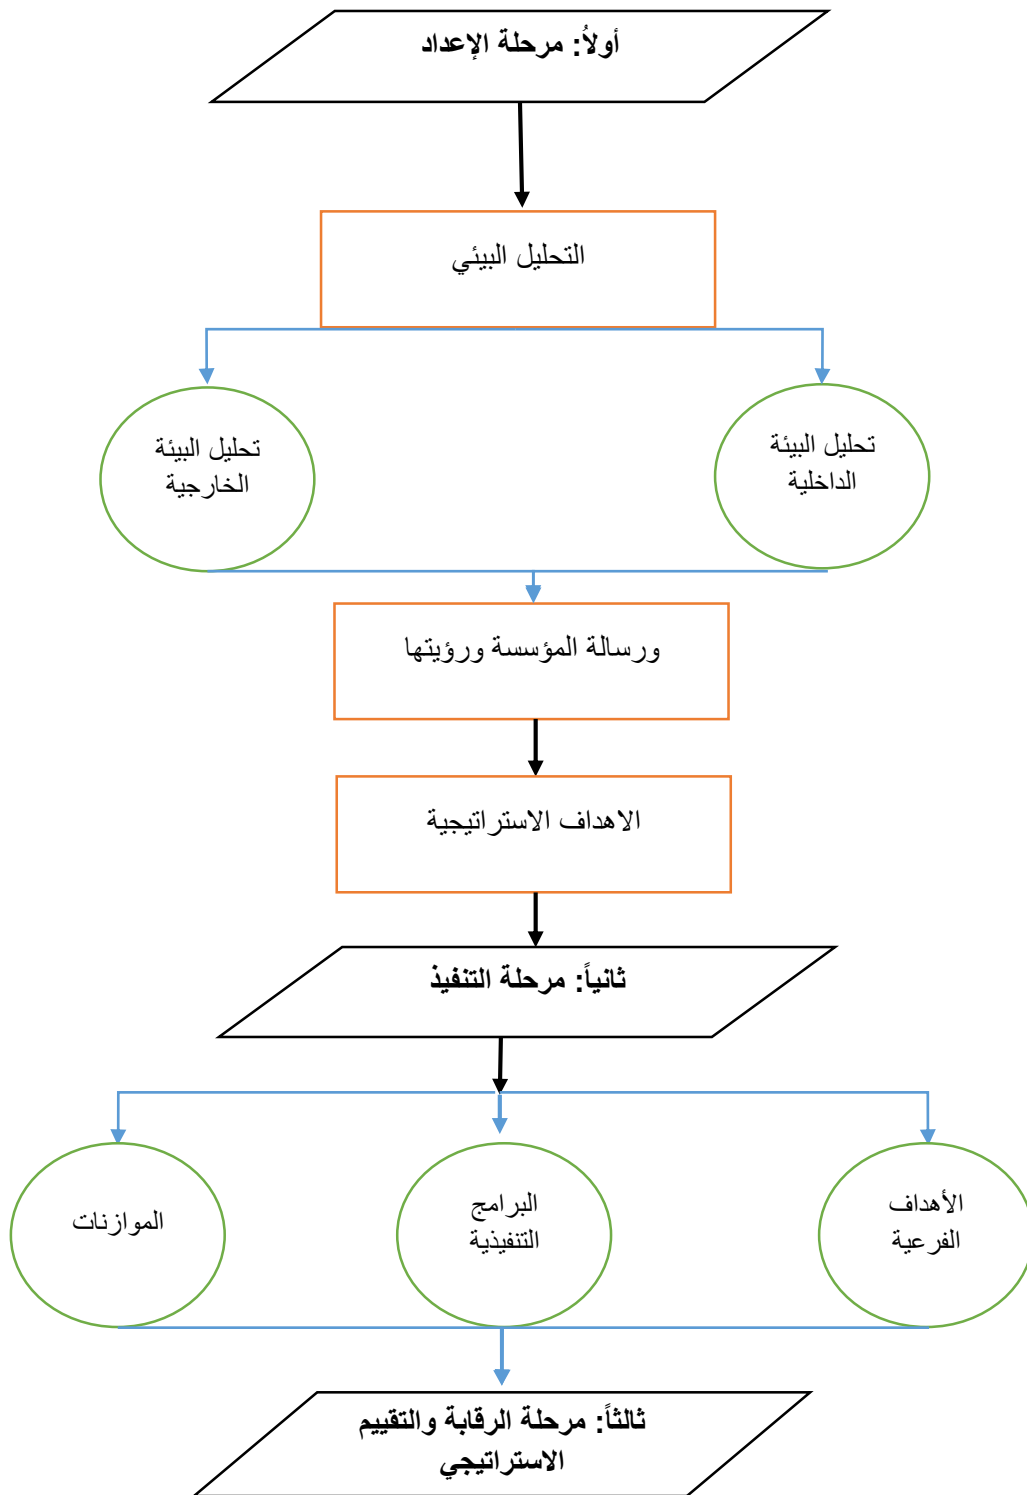 أولاُ: مرحلة الإعداد
التحليل البيئي
تحليل البيئة
الداخلية
تحليل البيئة
الخارجية
ورسالة المؤسسة ورؤيتها
الاهداف الاستراتيجية
ثانياً: مرحلة التنفيذ
الأهداف
الفرعية
البرامج
التنفيذية
الموازنات
ثالثاً: مرحلة الرقابة والتقييم
الاستراتيجي